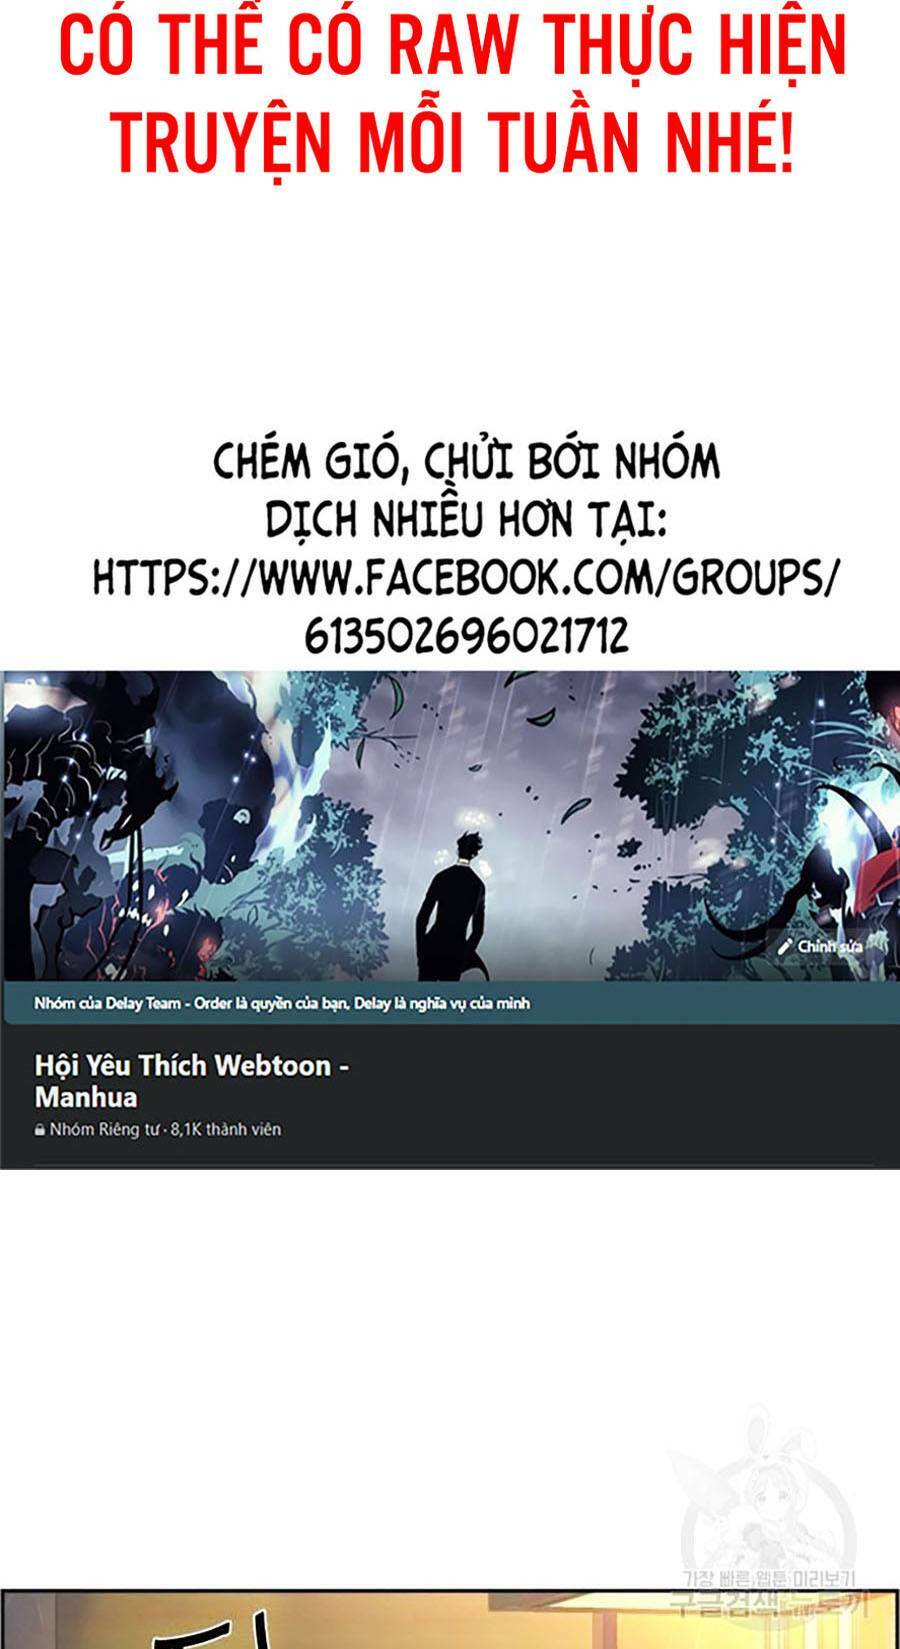 CÓ THỂ CÓ RAW THỰC HIỆN
TRUYỆN MỖI TUẦN NHÉ!
CHÉM GIÓ, CHỬI BỚI NHÓM
DỊCH NHIỀU HƠN TẠI:
HTTPS://WWW.FACEBOOK.COM/GROUPS/
613502696021712
Chỉnh sửa
Nhóm của Delay Team - Order là quyền của bạn, Delay là nghĩa vụ của mình
Hội Yêu Thích Webtoon -
Manhua
Nhóm Riêng tư · 8,1K thành viên
가장 빠른 웹툰 미리보기
구글검색 뉴토끼